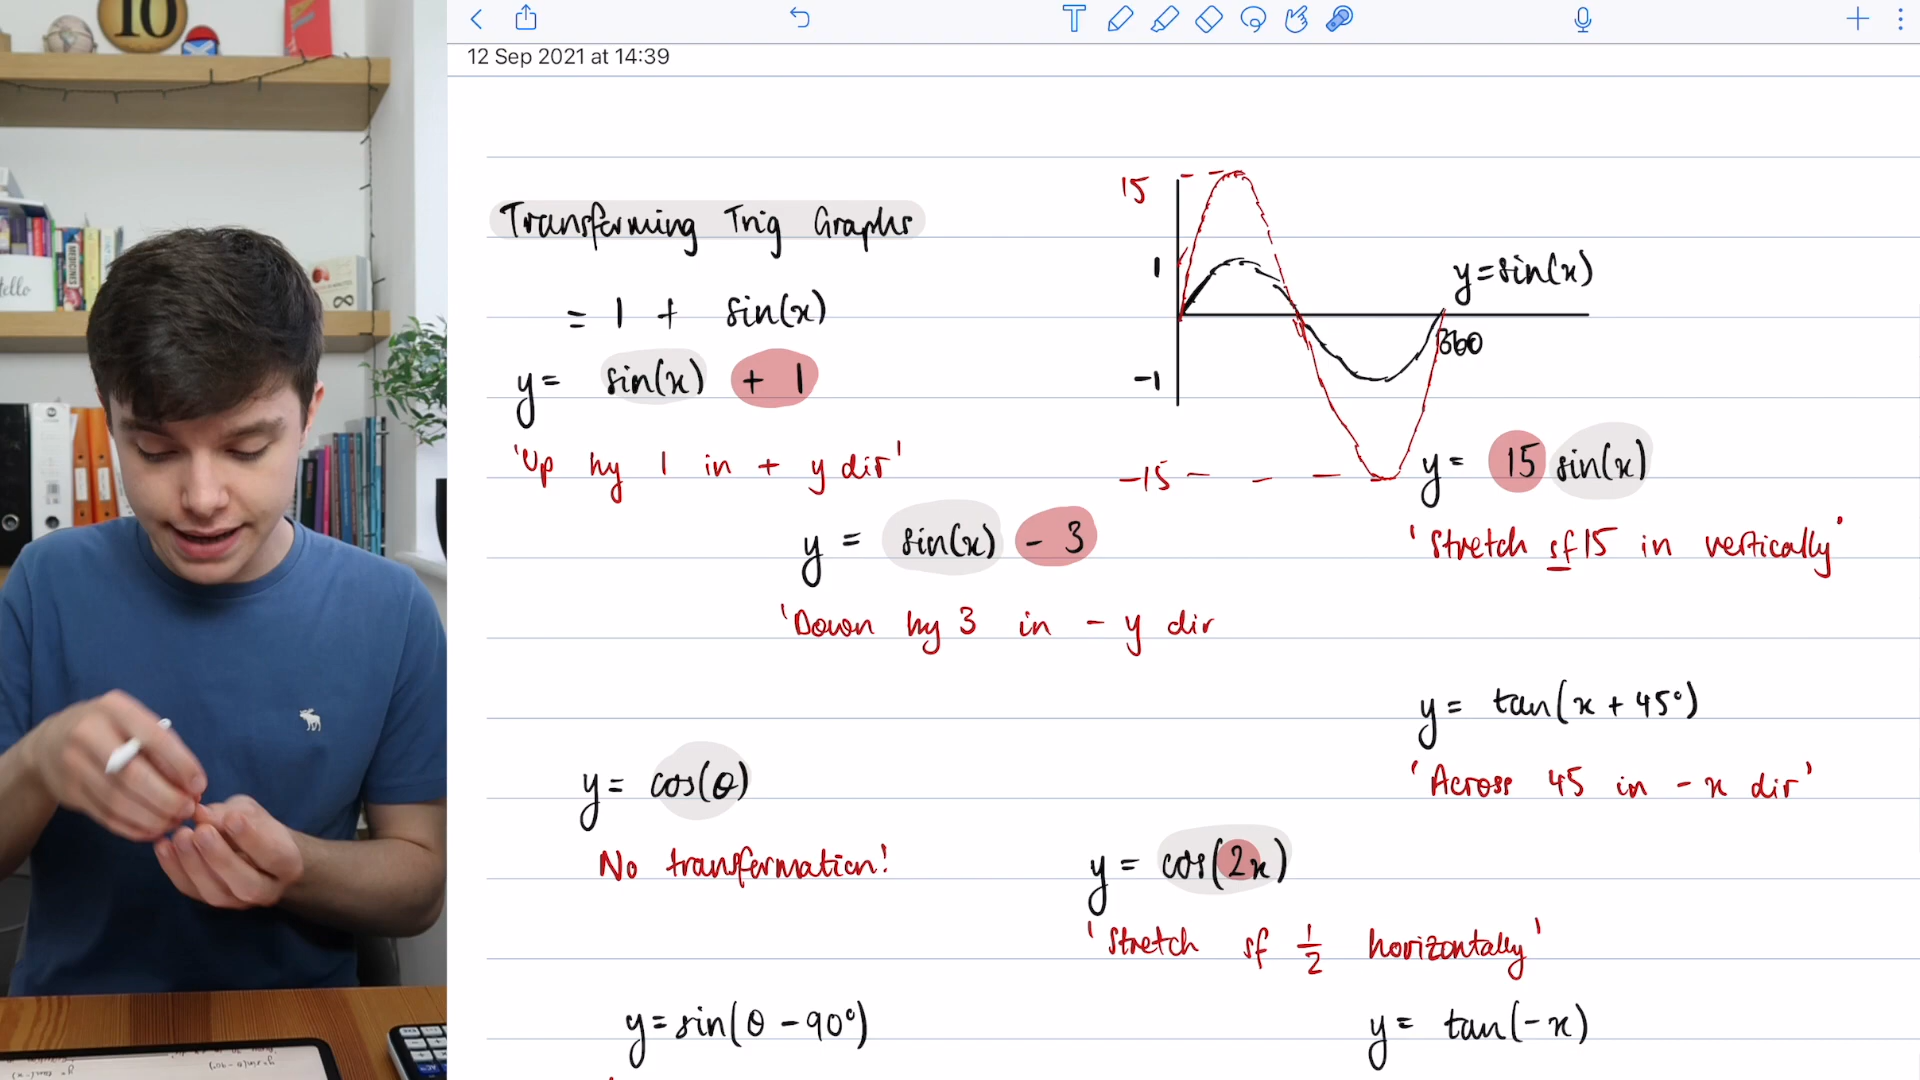 12 Sep 2021 at 14:39
10
Transforming Trig Graphs
= 1 + sin(x)
y = sin(x) + 1
'Up by 1 in + y dir'
15
1
-1
-15
y=sin(x)
360
y = 15 sin(x)
'Stretch sf 15 in vertically'
y = sin(x) - 3
'Down by 3 in - y dir
y = tan(x + 45°)
'Across 45 in - x dir'
y = cos(θ)
No transformation!
y = cos(2x)
'Stretch sf 1/2 horizontally'
y=sin(θ -90°)
y = tan(-x)